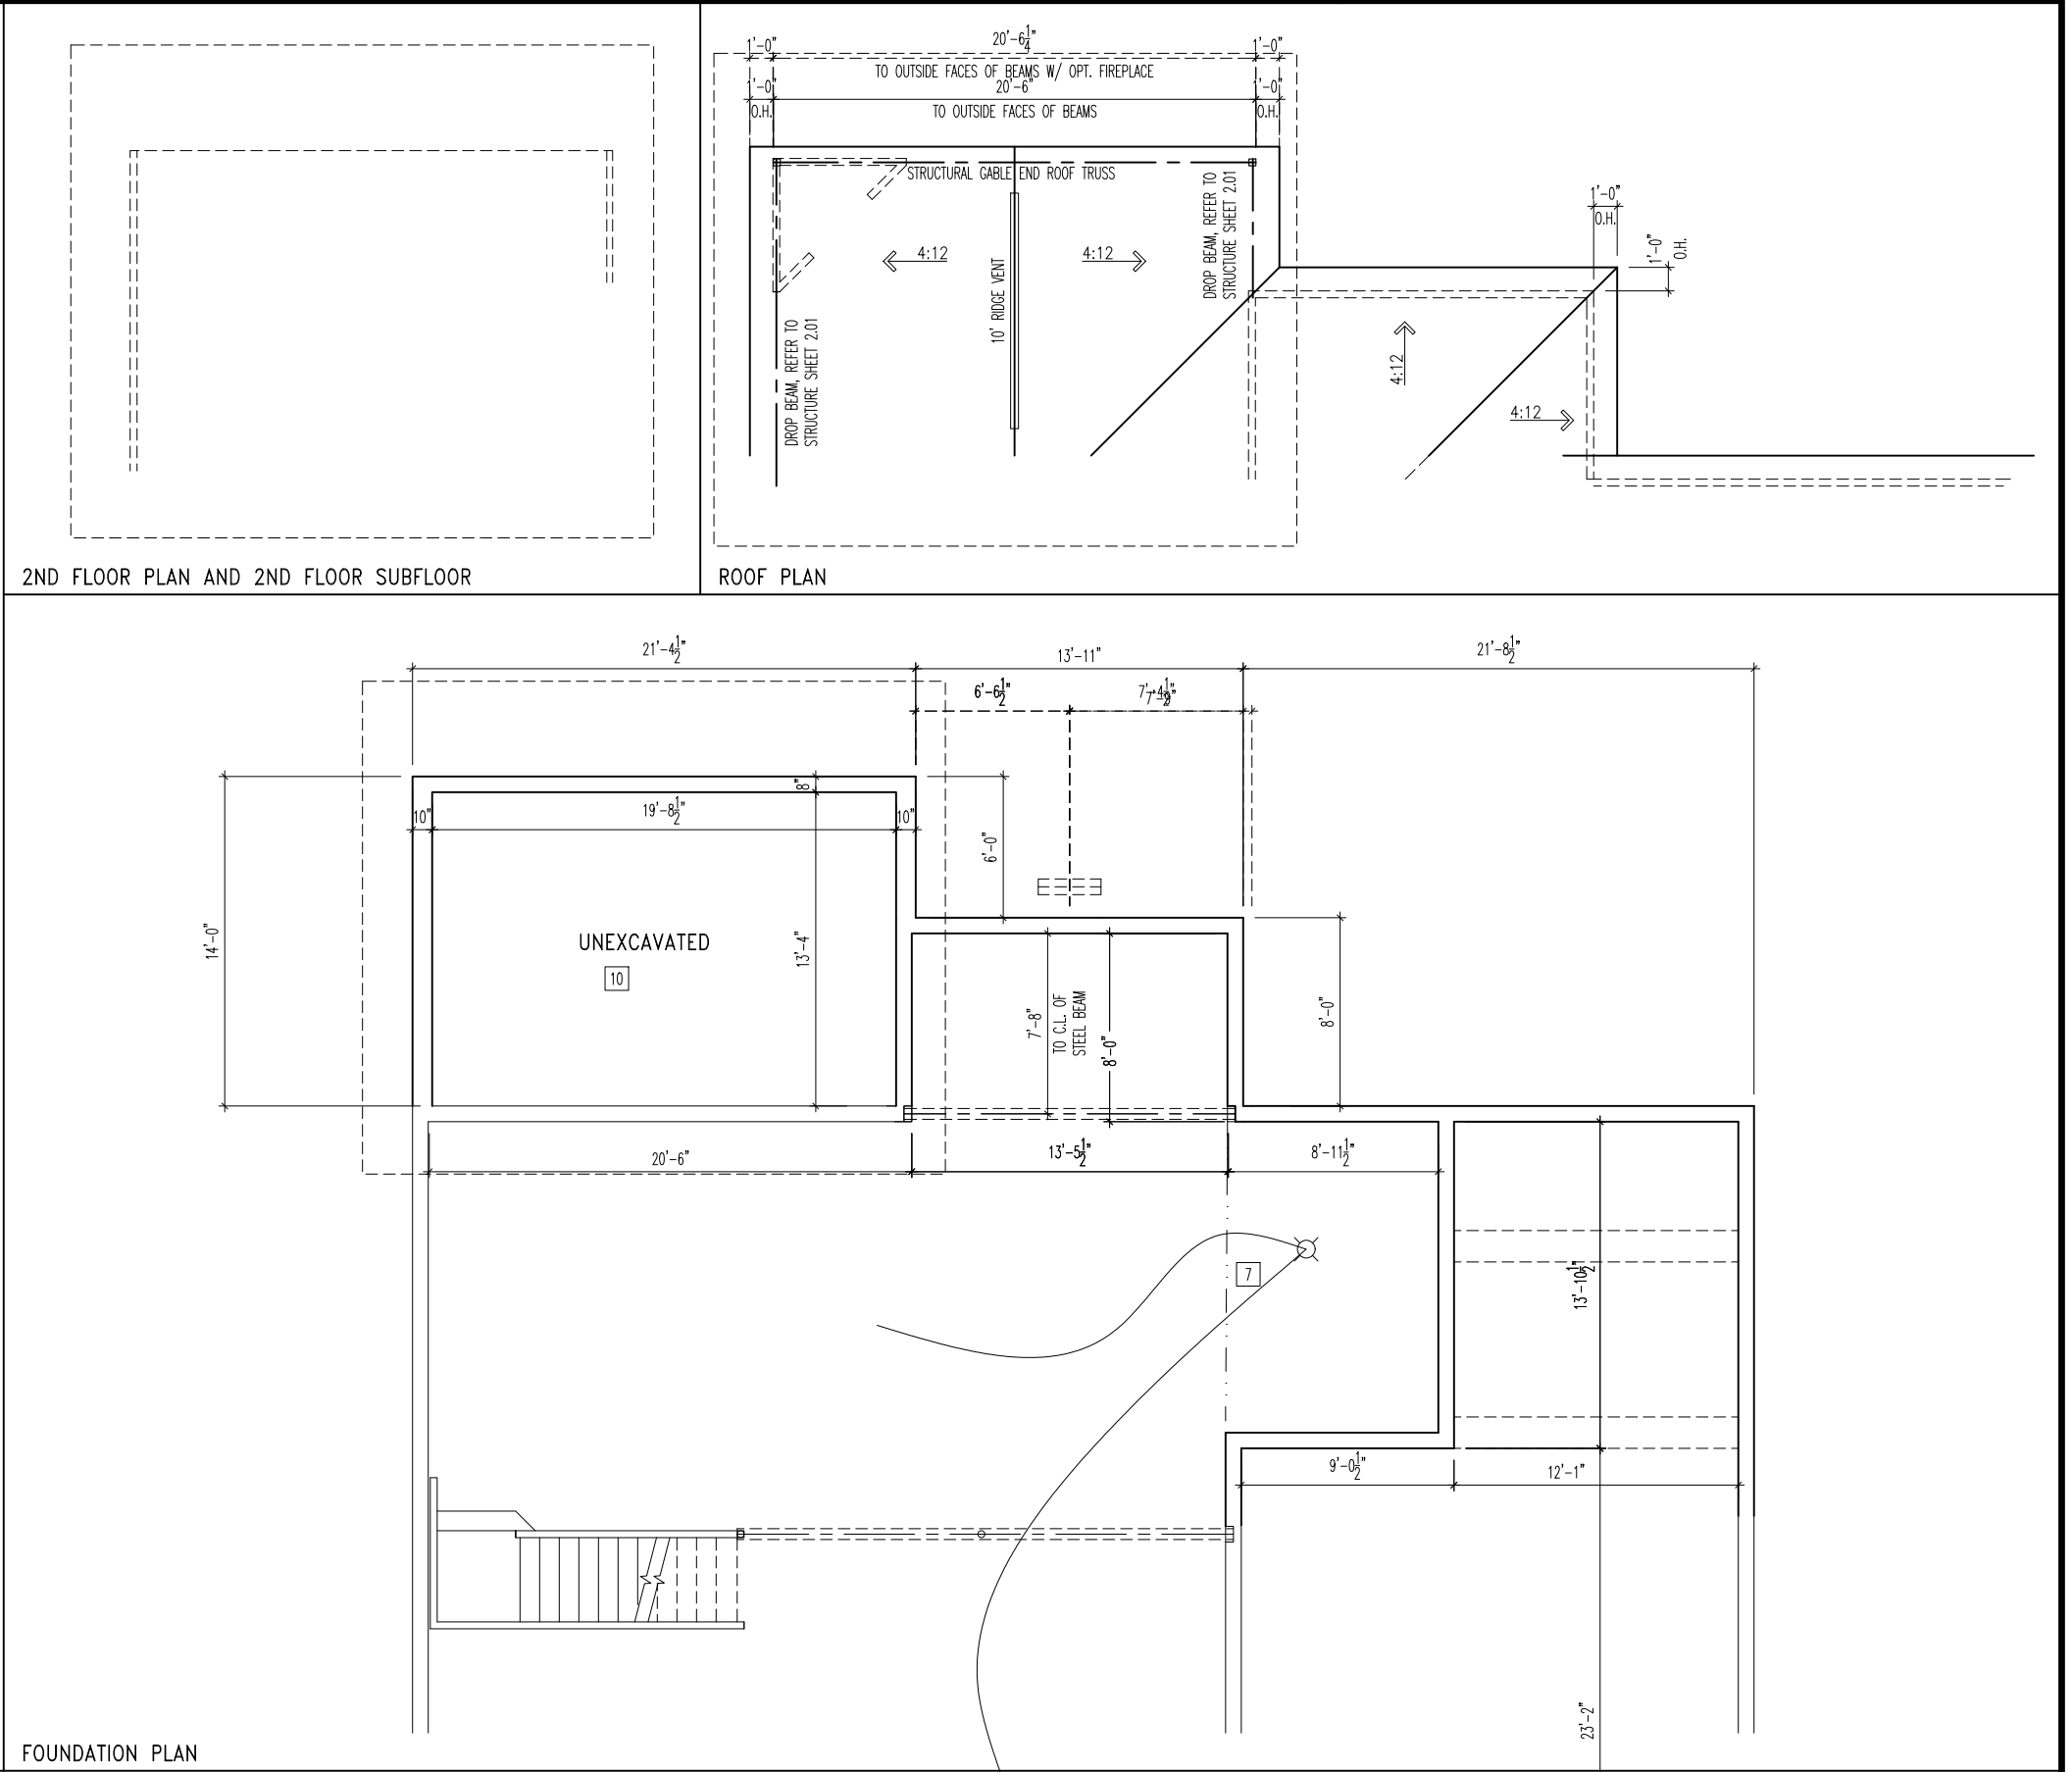 1'-0"
20'-6 1/4"
1'-0"
TO OUTSIDE FACES OF BEAMS W/ OPT. FIREPLACE
1'-0"
20'-6"
1'-0"
O.H.
TO OUTSIDE FACES OF BEAMS
O.H.
STRUCTURAL GABLE END ROOF TRUSS
DROP BEAM, REFER TO
STRUCTURE SHEET 2.01
1'-0"
O.H.
1'-0"
O.H.
4:12
4:12
10' RIDGE VENT
DROP BEAM, REFER TO
STRUCTURE SHEET 2.01
4:12
4:12
2ND FLOOR PLAN AND 2ND FLOOR SUBFLOOR
ROOF PLAN
21'-4 1/2"
13'-11"
21'-8 1/2"
6'-6 1/2"
7'-4 1/2"
7'-9"
8"
10"
19'-8 1/2"
10"
6'-0"
14'-0"
UNEXCAVATED
10
13'-4"
7'-8"
TO C.L. OF
STEEL BEAM
8'-0"
8'-0"
20'-6"
13'-5 1/2"
8'-11 1/2"
7
13'-10 1/2"
9'-0 1/2"
12'-1"
23'-2"
FOUNDATION PLAN